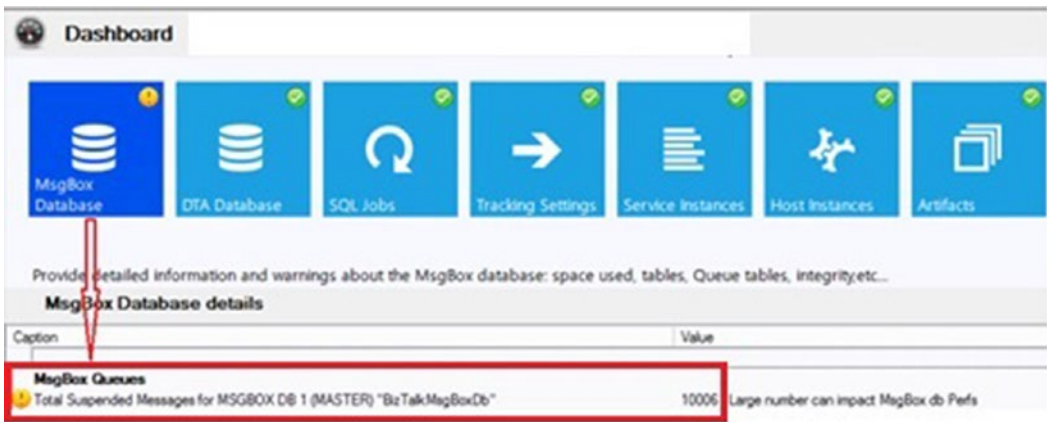 Dashboard
MsgBox
Database
DTA Database
SQL Jobs
Tracking Settings
Service Instances
Host Instances
Artifacts
Provide detailed information and warnings about the MsgBox database: space used, tables, Queue tables, integrity,etc...
MsgBox Database details
Caption Value
MsgBox Queues
Total Suspended Messages for MSGBOX DB 1 (MASTER) "BizTalkMsgBoxDb" 10006 Large number can impact MsgBox db Perfs